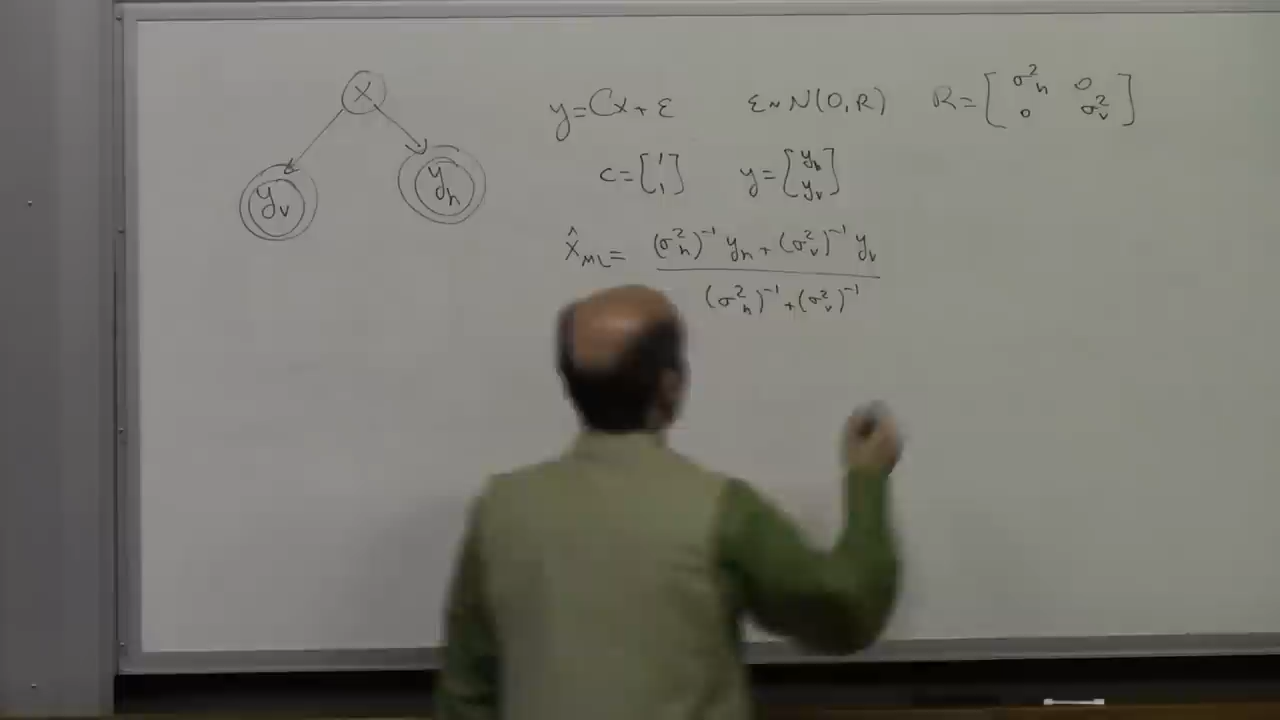 X
y_v y_h
y = Cx + ε ε ~ N(0, R) R = [σ²_h 0; 0 σ²_v]
C = [1; 1] y = [y_h; y_v]
x̂_ML = ((σ²_h)⁻¹ y_h + (σ²_v)⁻¹ y_v) / ((σ²_h)⁻¹ + (σ²_v)⁻¹)